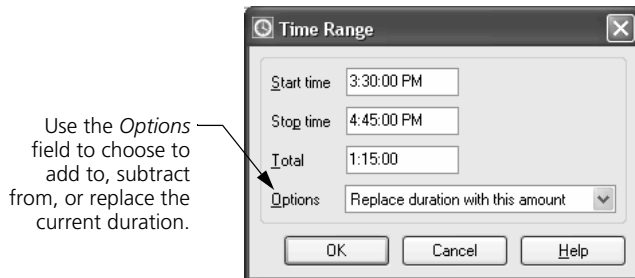 Time Range
Start time 3:30:00 PM
Stop time 4:45:00 PM
Total 1:15:00
Options Replace duration with this amount
OK Cancel Help
Use the Options
field to choose to
add to, subtract
from, or replace the
current duration.